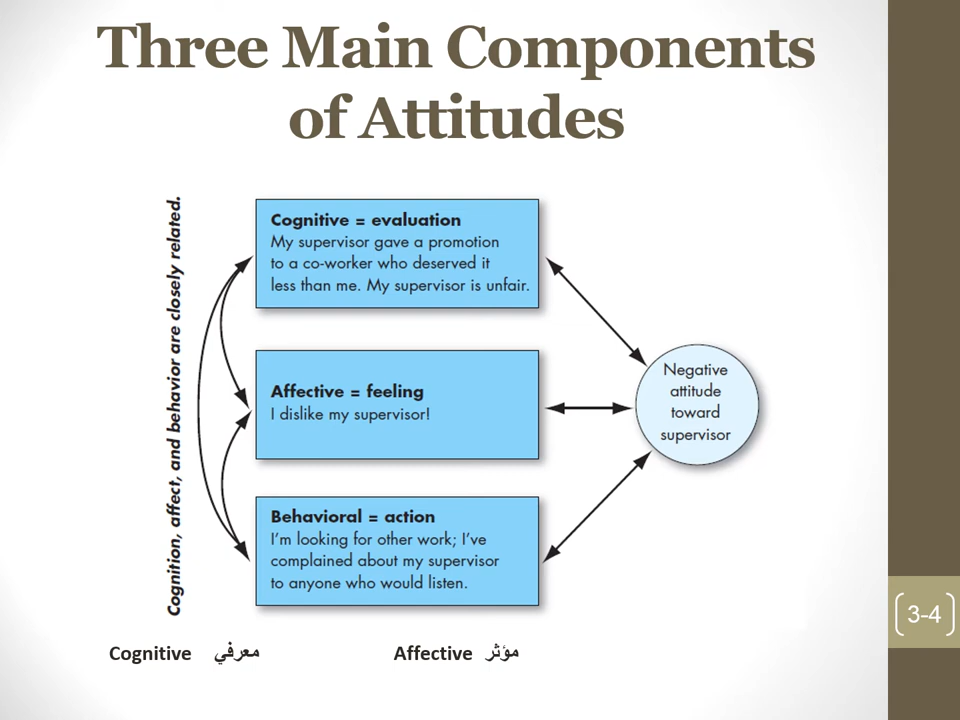 Three Main Components
of Attitudes
Cognition, affect, and behavior are closely related.
Cognitive = evaluation
My supervisor gave a promotion
to a co-worker who deserved it
less than me. My supervisor is unfair.
Affective = feeling
I dislike my supervisor!
Behavioral = action
I'm looking for other work; I've
complained about my supervisor
to anyone who would listen.
Negative
attitude
toward
supervisor
3-4
Cognitive معرفي Affective مؤثر